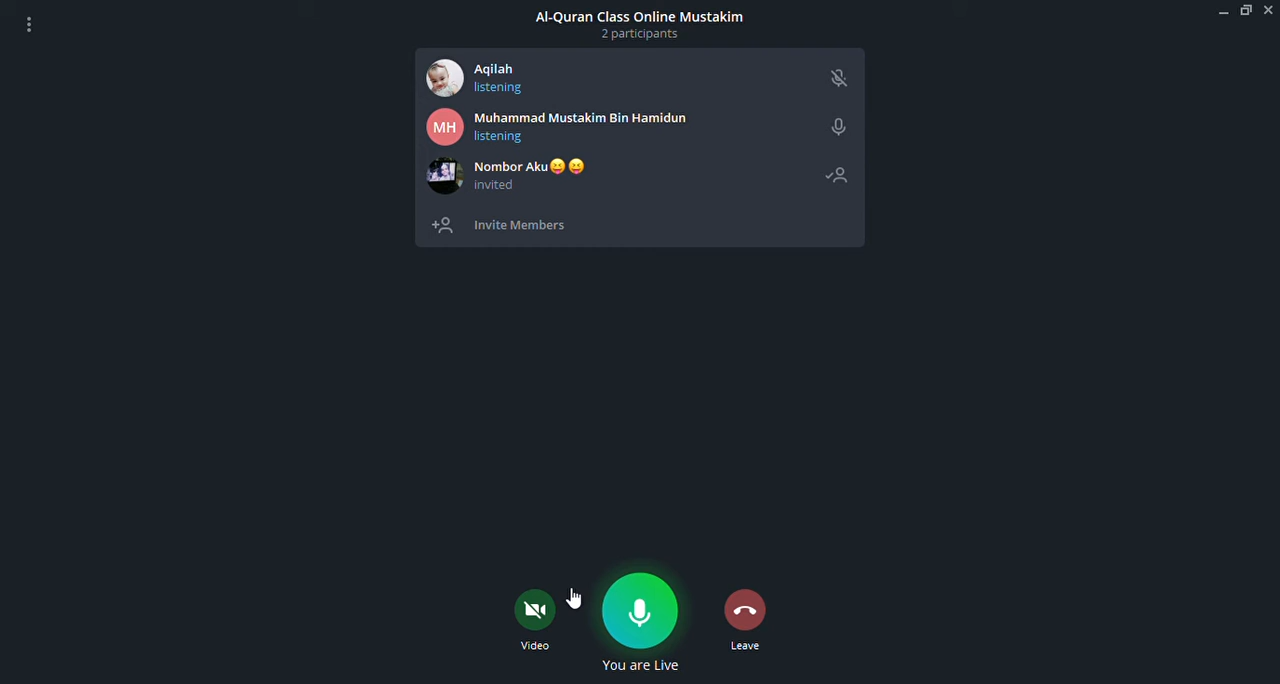 Al-Quran Class Online Mustakim
2 participants
Aqilah
listening
MH
Muhammad Mustakim Bin Hamidun
listening
Nombor Aku😝😝
invited
Invite Members
Video
Leave
You are Live